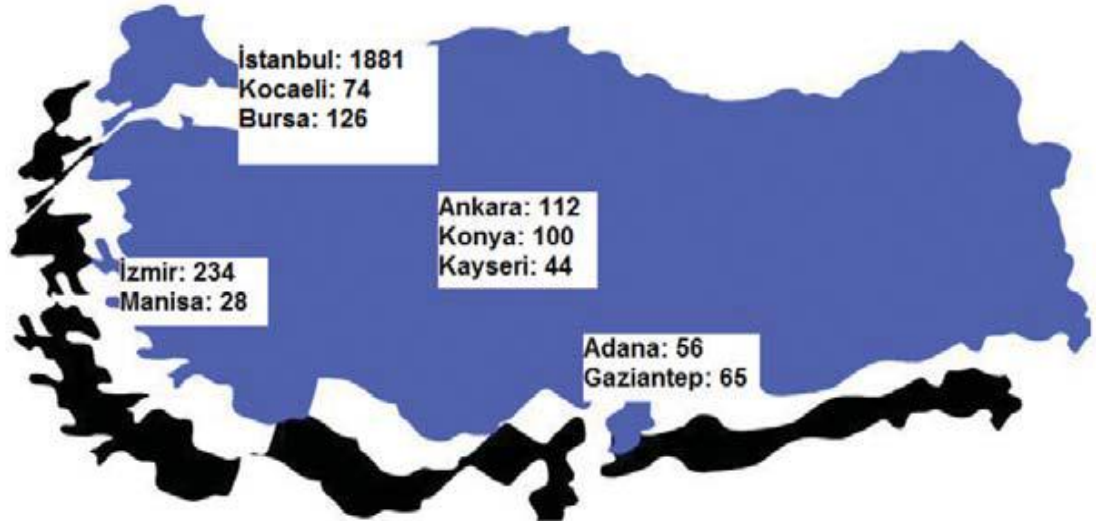 İstanbul: 1881
Kocaeli: 74
Bursa: 126
Ankara: 112
Konya: 100
Kayseri: 44
İzmir: 234
Manisa: 28
Adana: 56
Gaziantep: 65